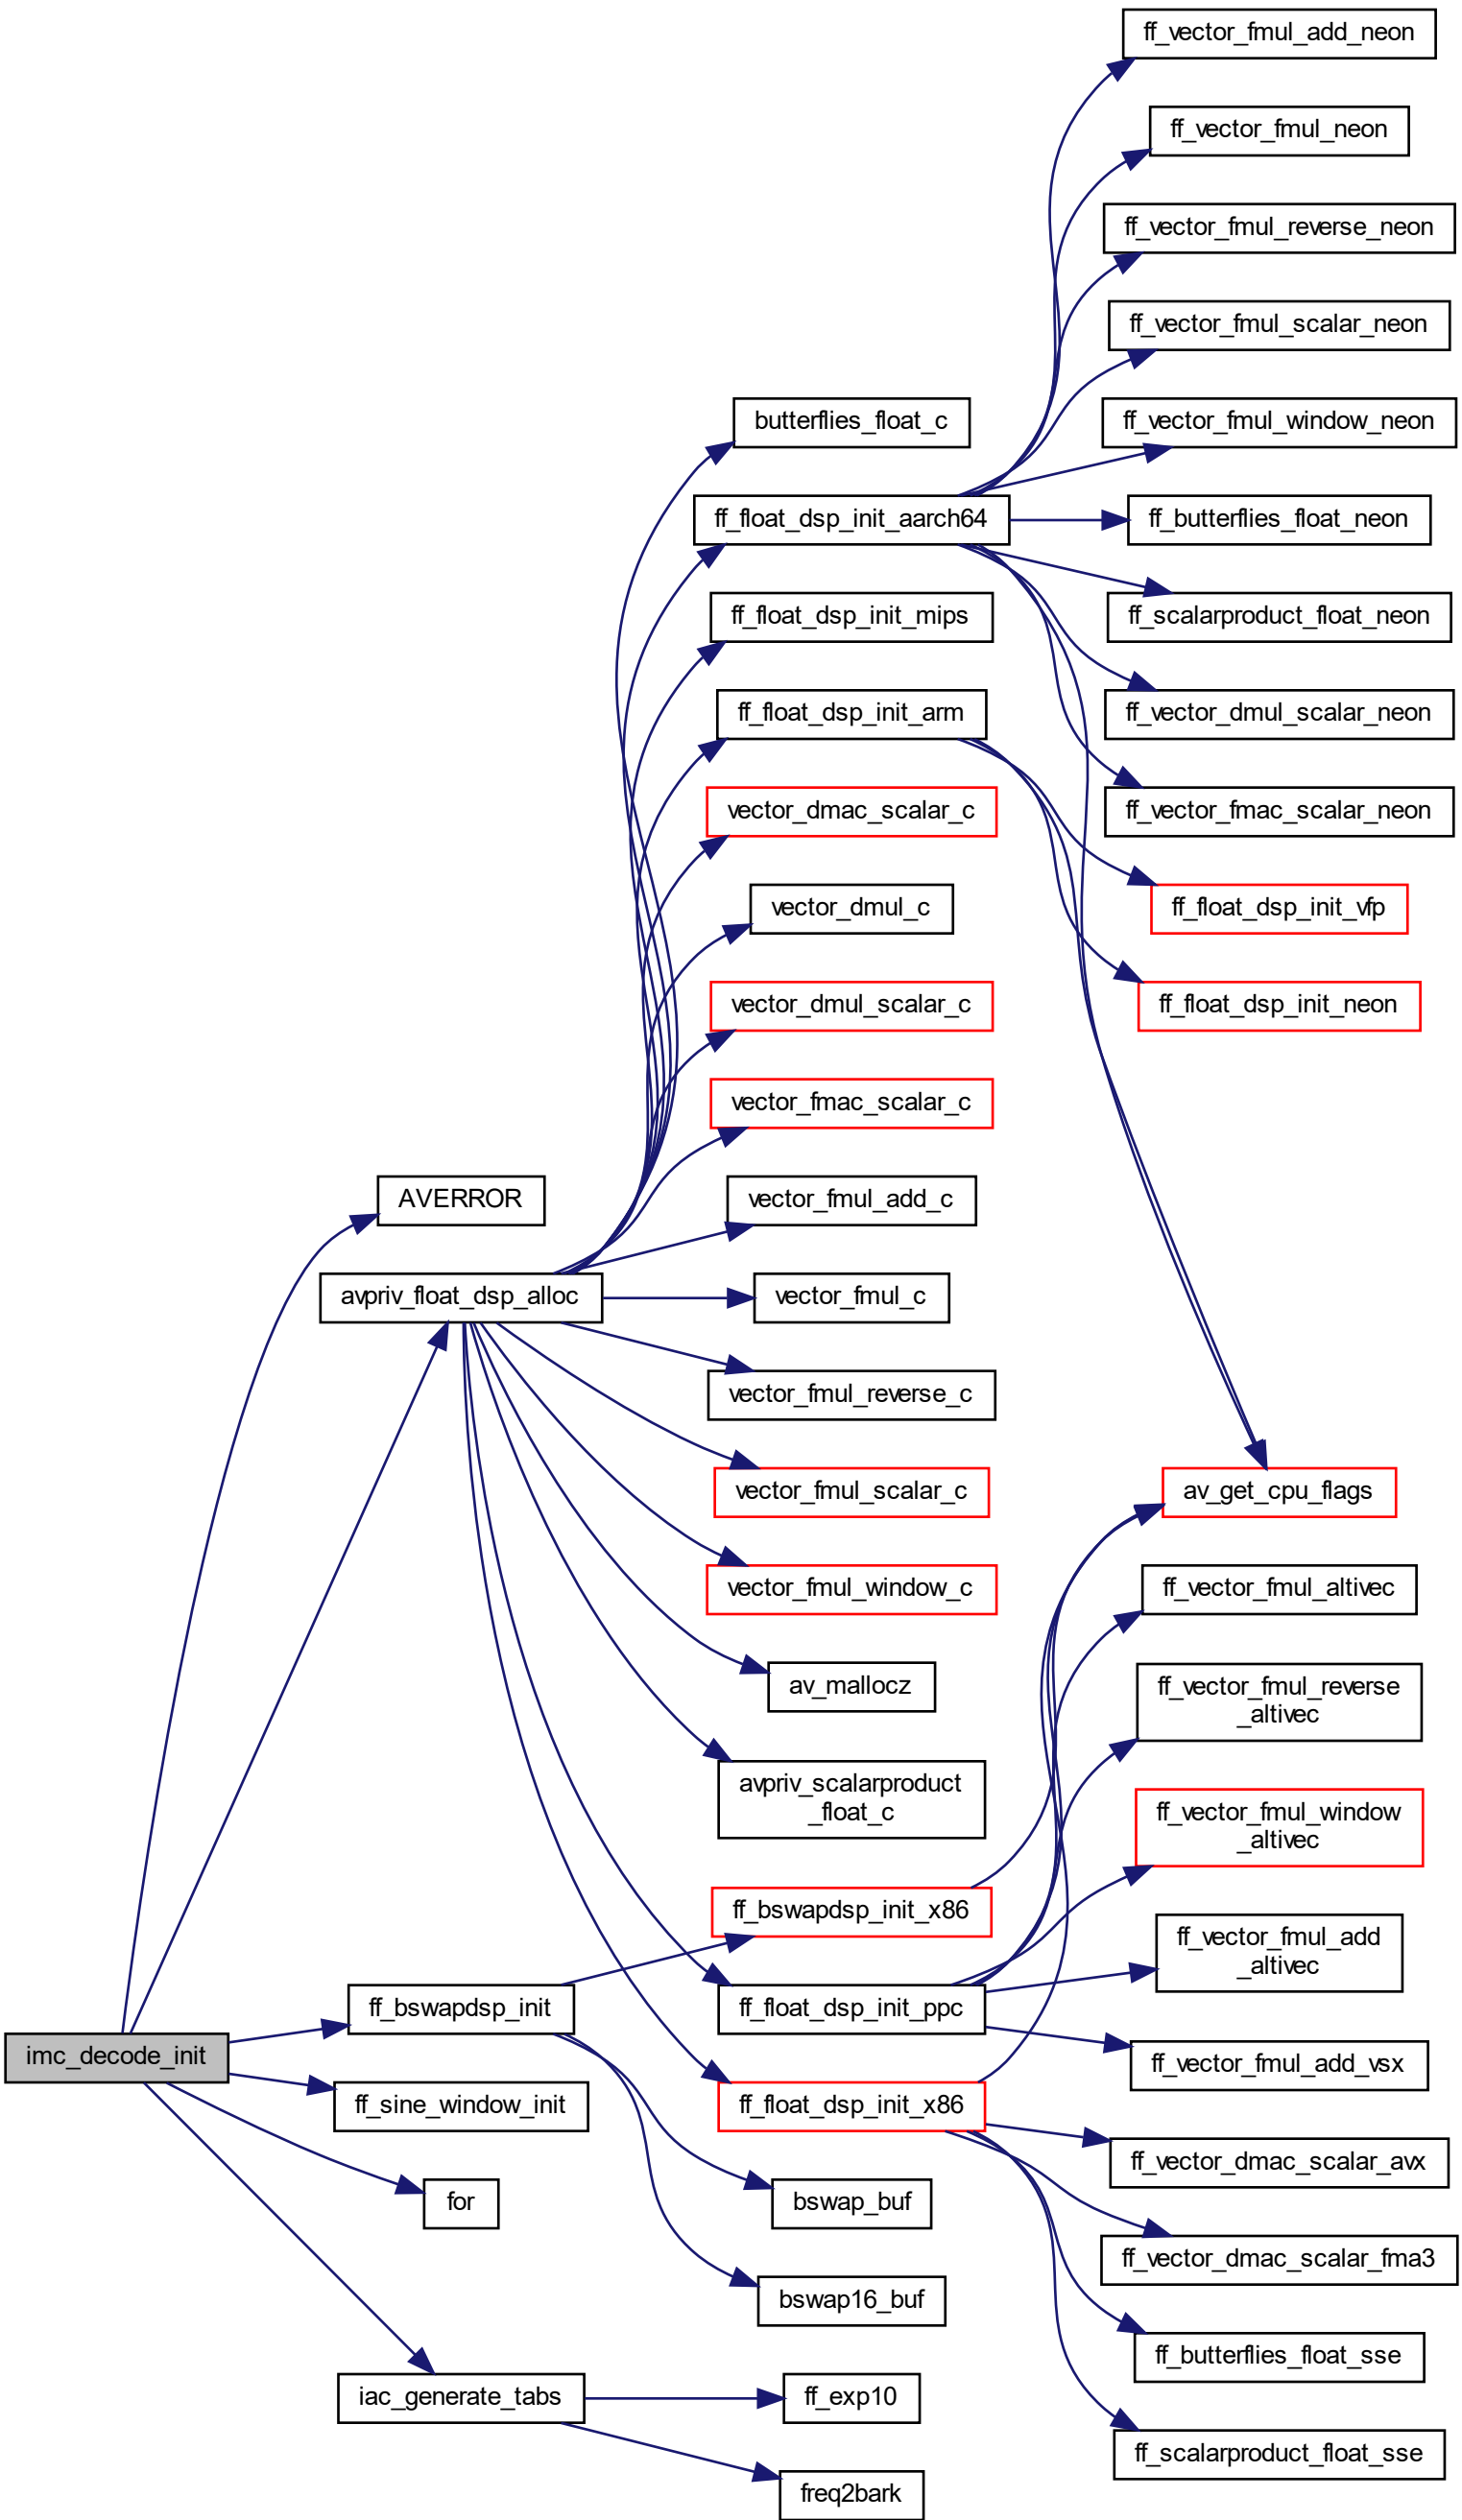 ff_vector_fmul_add_neon
ff_vector_fmul_neon
ff_vector_fmul_reverse_neon
ff_vector_fmul_scalar_neon
butterflies_float_c
ff_vector_fmul_window_neon
ff_float_dsp_init_aarch64
ff_butterflies_float_neon
ff_float_dsp_init_mips
ff_scalarproduct_float_neon
ff_float_dsp_init_arm
ff_vector_dmul_scalar_neon
vector_dmac_scalar_c
ff_vector_fmac_scalar_neon
vector_dmul_c
ff_float_dsp_init_vfp
vector_dmul_scalar_c
ff_float_dsp_init_neon
vector_fmac_scalar_c
AVERROR
vector_fmul_add_c
avpriv_float_dsp_alloc
vector_fmul_c
vector_fmul_reverse_c
vector_fmul_scalar_c
av_get_cpu_flags
vector_fmul_window_c
ff_vector_fmul_altivec
av_mallocz
ff_vector_fmul_reverse
_altivec
avpriv_scalarproduct
_float_c
ff_vector_fmul_window
_altivec
ff_bswapdsp_init_x86
ff_vector_fmul_add
_altivec
ff_bswapdsp_init
ff_float_dsp_init_ppc
imc_decode_init
ff_vector_fmul_add_vsx
ff_sine_window_init
ff_float_dsp_init_x86
ff_vector_dmac_scalar_avx
for
bswap_buf
ff_vector_dmac_scalar_fma3
bswap16_buf
ff_butterflies_float_sse
iac_generate_tabs
ff_exp10
ff_scalarproduct_float_sse
freq2bark